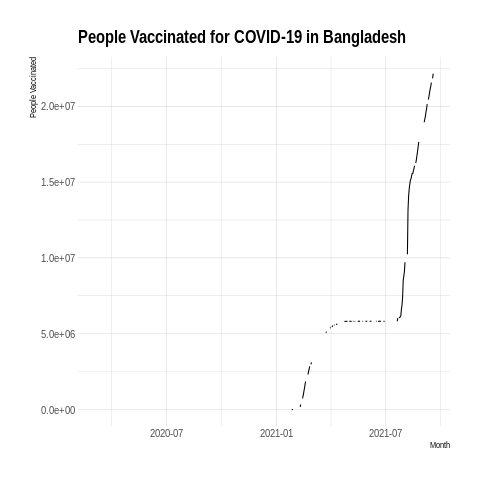 People Vaccinated for COVID-19 in Bangladesh
People Vaccinated
2.0e+07
1.5e+07
1.0e+07
5.0e+06
0.0e+00
2020-07 2021-01 2021-07
Month